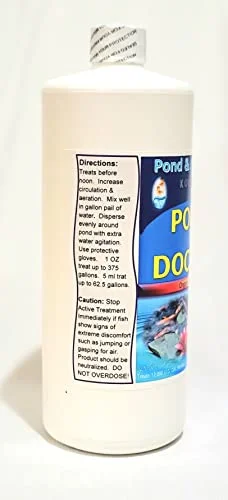 Directions:
Treats before
noon. Increase
circulation &
aeration. Mix well
in gallon pail of
water. Disperse
evenly around
pond with extra
water agitation.
Use protective
gloves. 1 OZ
treat up to 375
gallons. 5 ml trat
up to 62.5 gallons.
Caution: Stop
Active Treatment
immediately if fish
show signs of
extreme discomfort
such as jumping or
gasping for air.
Product should be
neutralized. DO
NOT OVERDOSE!
Pond &
PO
DOC